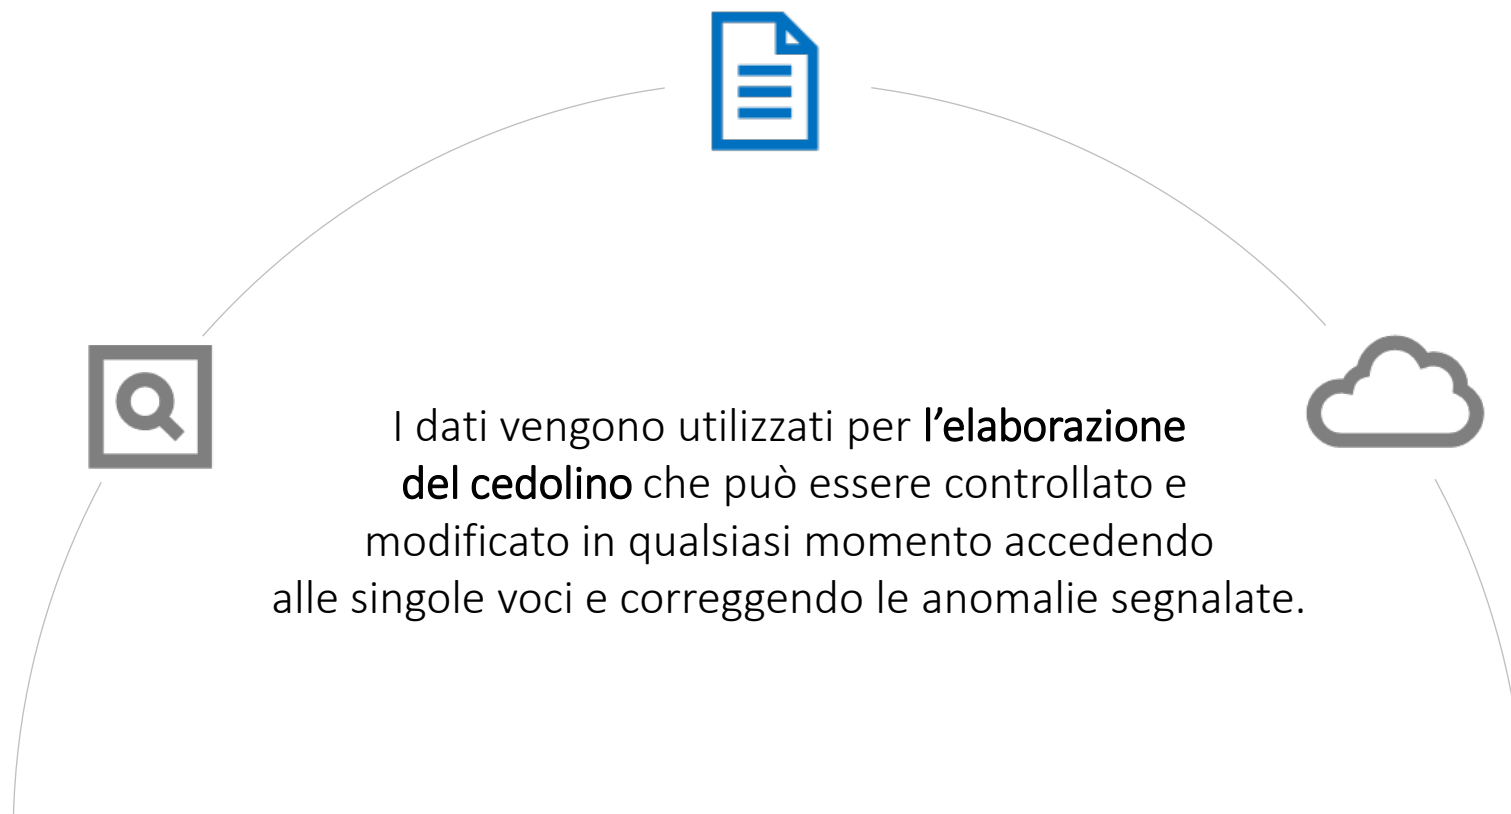 I dati vengono utilizzati per l’elaborazione
del cedolino che può essere controllato e
modificato in qualsiasi momento accedendo
alle singole voci e correggendo le anomalie segnalate.